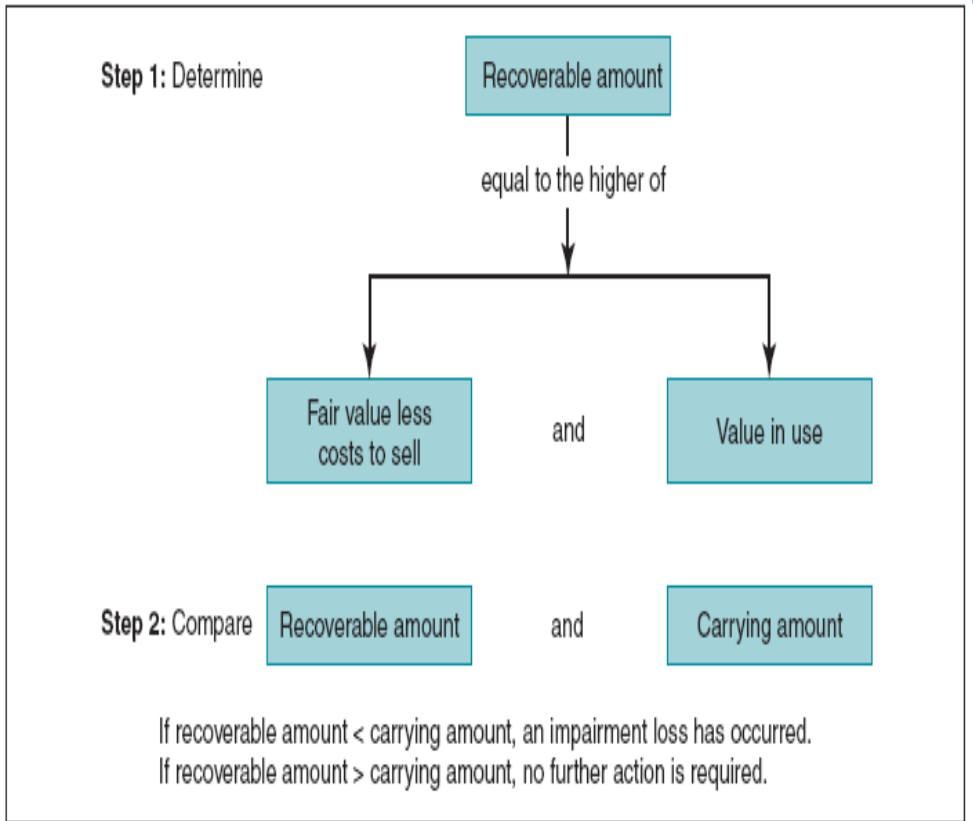 Step 1: Determine
Recoverable amount
equal to the higher of
Fair value less
costs to sell
and
Value in use
Step 2: Compare
Recoverable amount
and
Carrying amount
If recoverable amount < carrying amount, an impairment loss has occurred.
If recoverable amount > carrying amount, no further action is required.